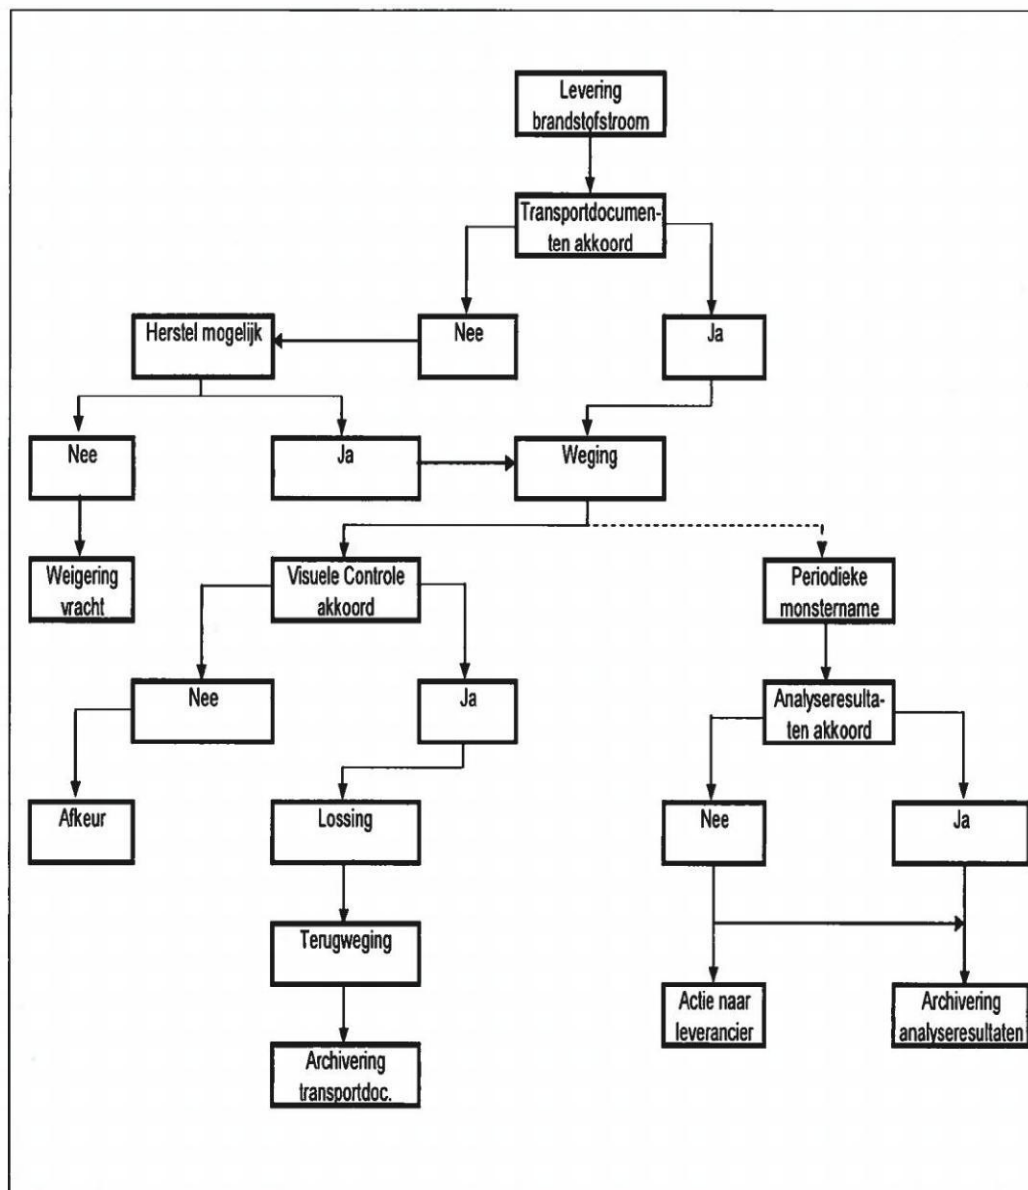 Levering
brandstofstroom
Transportdocumen-
ten akkoord
Herstel mogelijk
Nee
Ja
Nee
Ja
Weging
Weigering
vracht
Visuele Controle
akkoord
Periodieke
monstername
Nee
Ja
Analyseresulta-
ten akkoord
Afkeur
Lossing
Nee
Ja
Terugweging
Actie naar
leverancier
Archivering
analyseresultaten
Archivering
transportdoc.